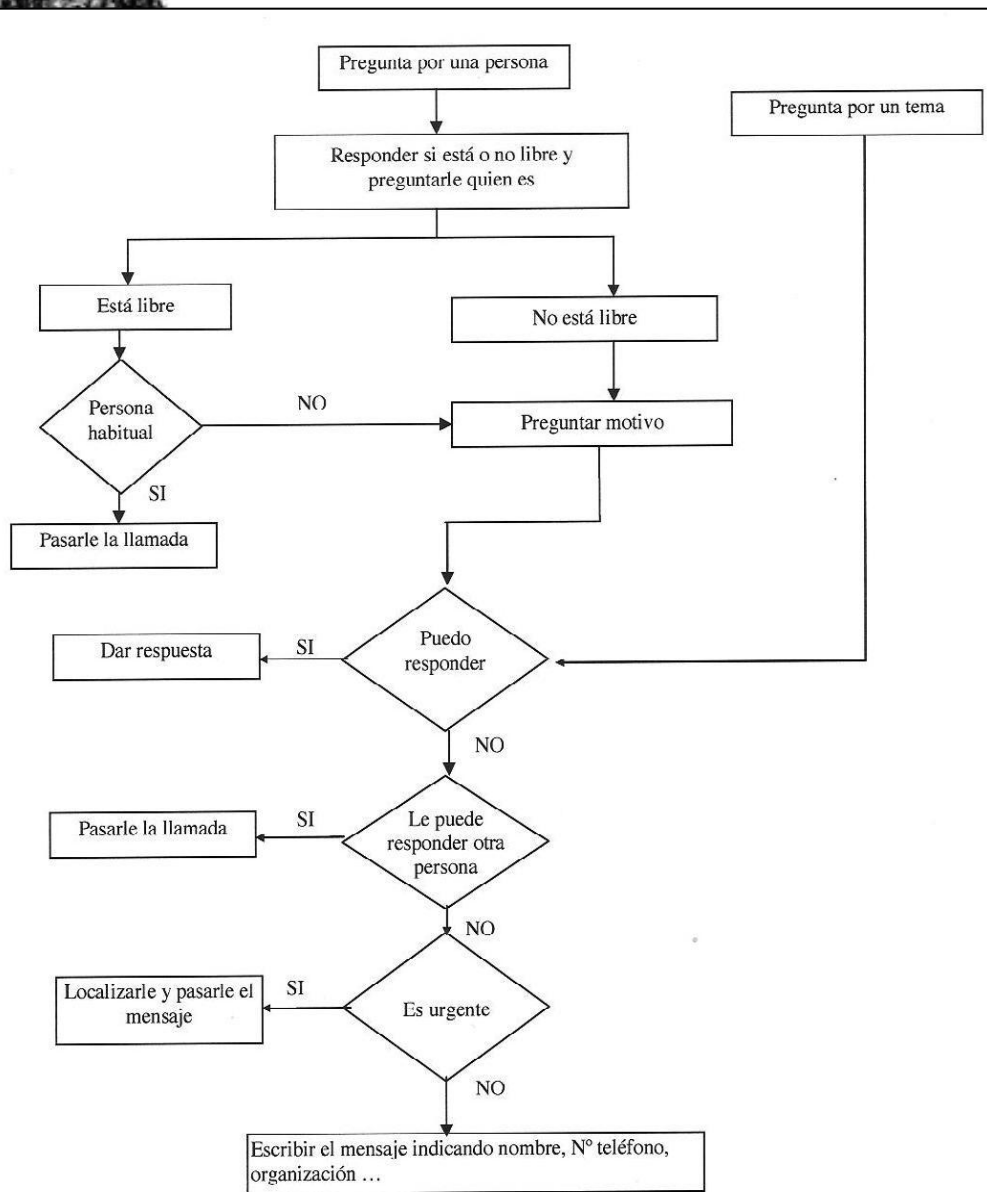 Pregunta por una persona
Pregunta por un tema
Responder si está o no libre y
preguntarle quien es
Está libre
No está libre
Persona
habitual
NO
Preguntar motivo
SI
Pasarle la llamada
Puedo
responder
SI
Dar respuesta
NO
Le puede
responder otra
persona
SI
Pasarle la llamada
NO
Es urgente
SI
Localizarle y pasarle el
mensaje
NO
Escribir el mensaje indicando nombre, Nº teléfono,
organización …